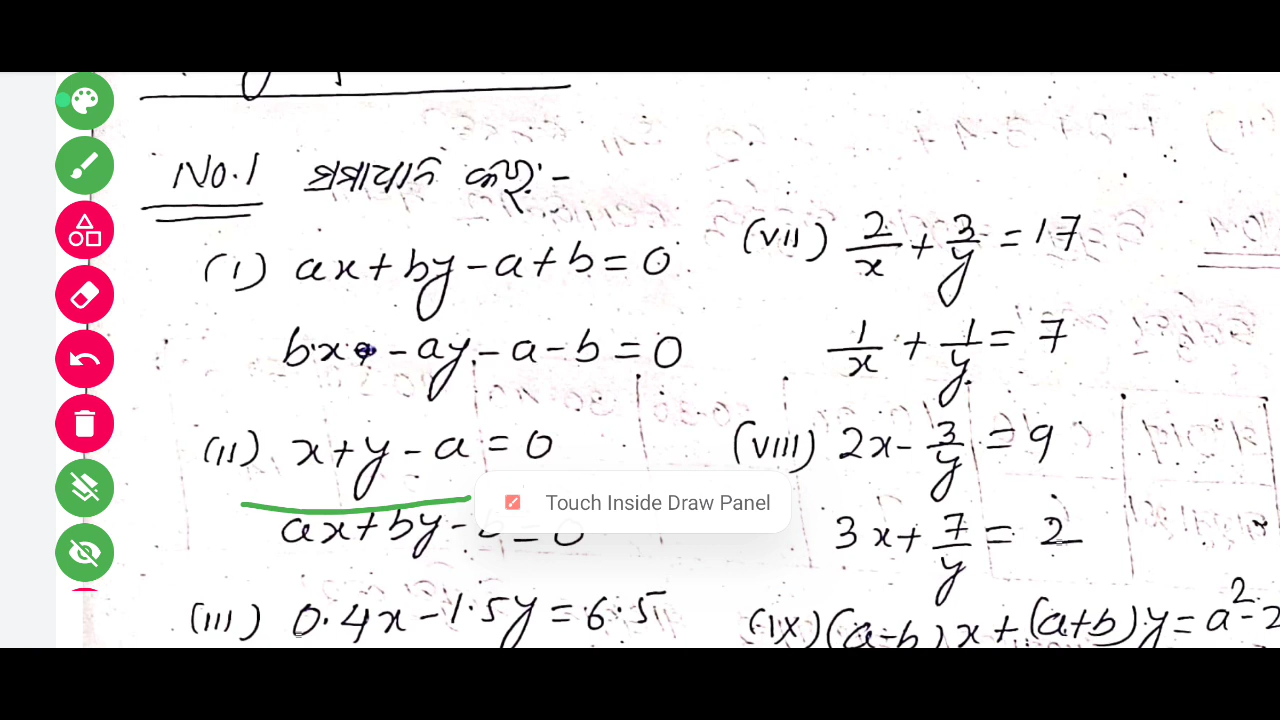 No.1 ସମାଧାନ କର :-
(i) ax + by - a + b = 0
bx - ay - a - b = 0
(ii) x + y - a = 0
ax + by - = 0
(iii) 0.4x - 1.5y = 6.5
(vii) 2/x + 3/y = 17
1/x + 1/y = 7
(viii) 2x - 3/y = 9
3x + 7/y = 2
(ix) (a-b)x + (a+b)y = a² - 2
Touch Inside Draw Panel